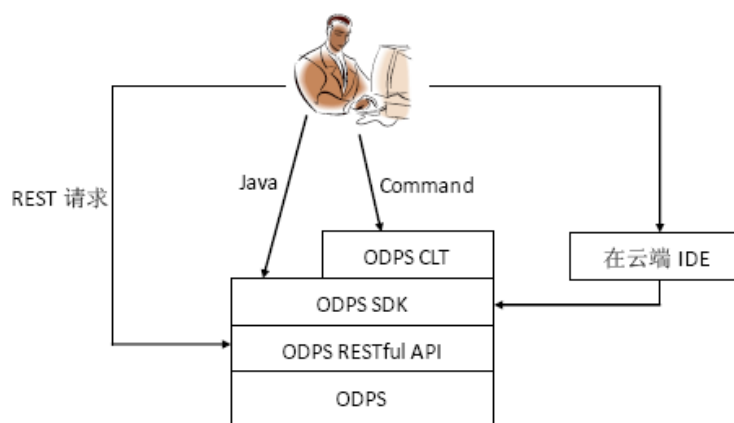 REST 请求
Java
Command
ODPS CLT
在云端 IDE
ODPS SDK
ODPS RESTful API
ODPS